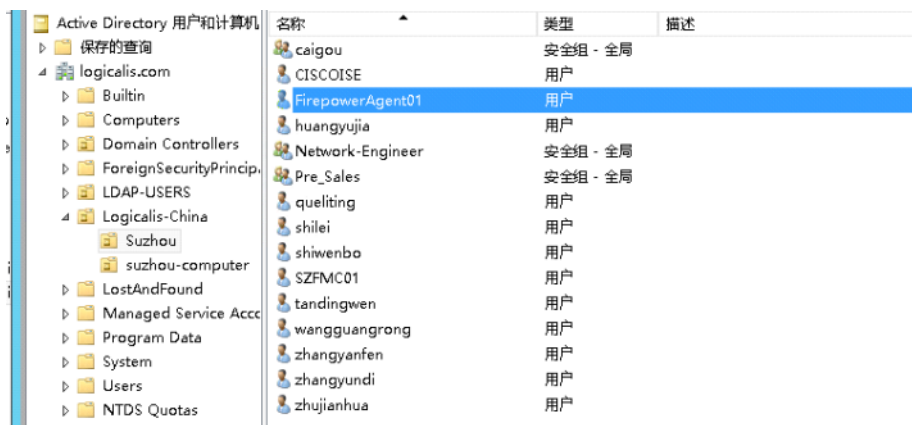 Active Directory 用户和计算机
保存的查询
logicalis.com
Builtin
Computers
Domain Controllers
ForeignSecurityPrincip
LDAP-USERS
Logicalis-China
Suzhou
suzhou-computer
LostAndFound
Managed Service Acco
Program Data
System
Users
NTDS Quotas
名称 类型 描述
caigou 安全组 - 全局
CISCOISE 用户
FirepowerAgent01 用户
huangyujia 用户
Network-Engineer 安全组 - 全局
Pre_Sales 安全组 - 全局
queliting 用户
shilei 用户
shiwenbo 用户
SZFMC01 用户
tandingwen 用户
wangguangrong 用户
zhangyanfen 用户
zhangyundi 用户
zhujianhua 用户